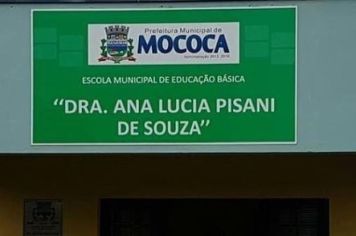 Prefeitura Municipal de
MOCOCA
ESCOLA MUNICIPAL DE EDUCAÇÃO BÁSICA
“DRA. ANA LUCIA PISANI
DE SOUZA”